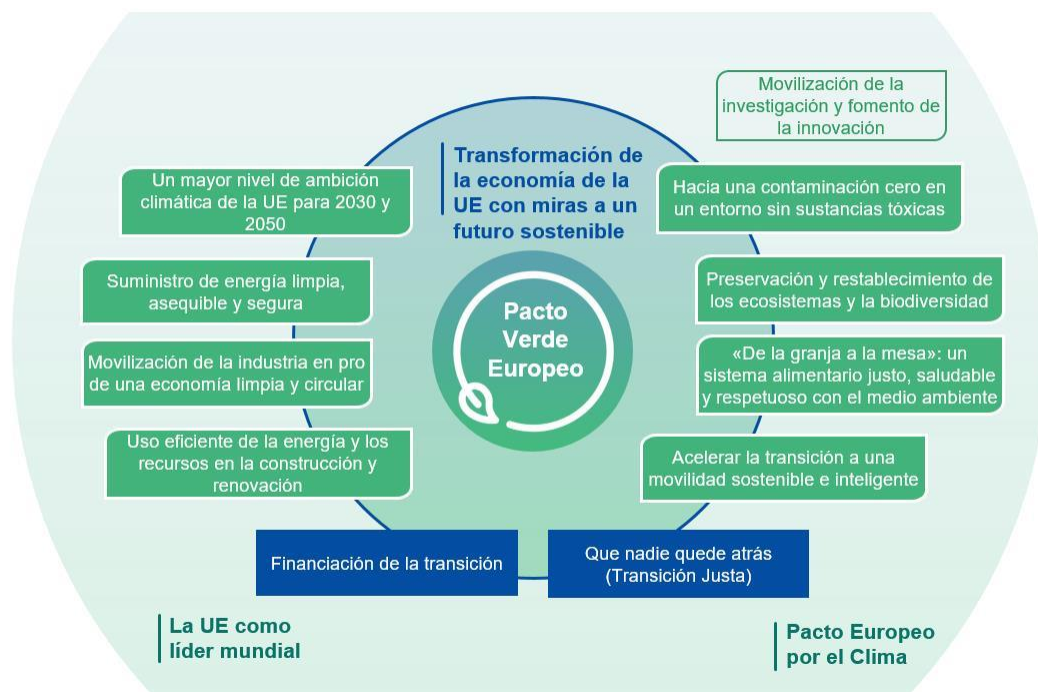 Movilización de la
investigación y fomento de
la innovación
Transformación de
la economía de la
UE con miras a un
futuro sostenible
Un mayor nivel de ambición
climática de la UE para 2030 y
2050
Hacia una contaminación cero en
un entorno sin sustancias tóxicas
Suministro de energía limpia,
asequible y segura
Preservación y restablecimiento de
los ecosistemas y la biodiversidad
Pacto
Verde
Europeo
Movilización de la industria en pro
de una economía limpia y circular
«De la granja a la mesa»: un
sistema alimentario justo, saludable
y respetuoso con el medio ambiente
Uso eficiente de la energía y los
recursos en la construcción y
renovación
Acelerar la transición a una
movilidad sostenible e inteligente
Financiación de la transición
Que nadie quede atrás
(Transición Justa)
La UE como
líder mundial
Pacto Europeo
por el Clima